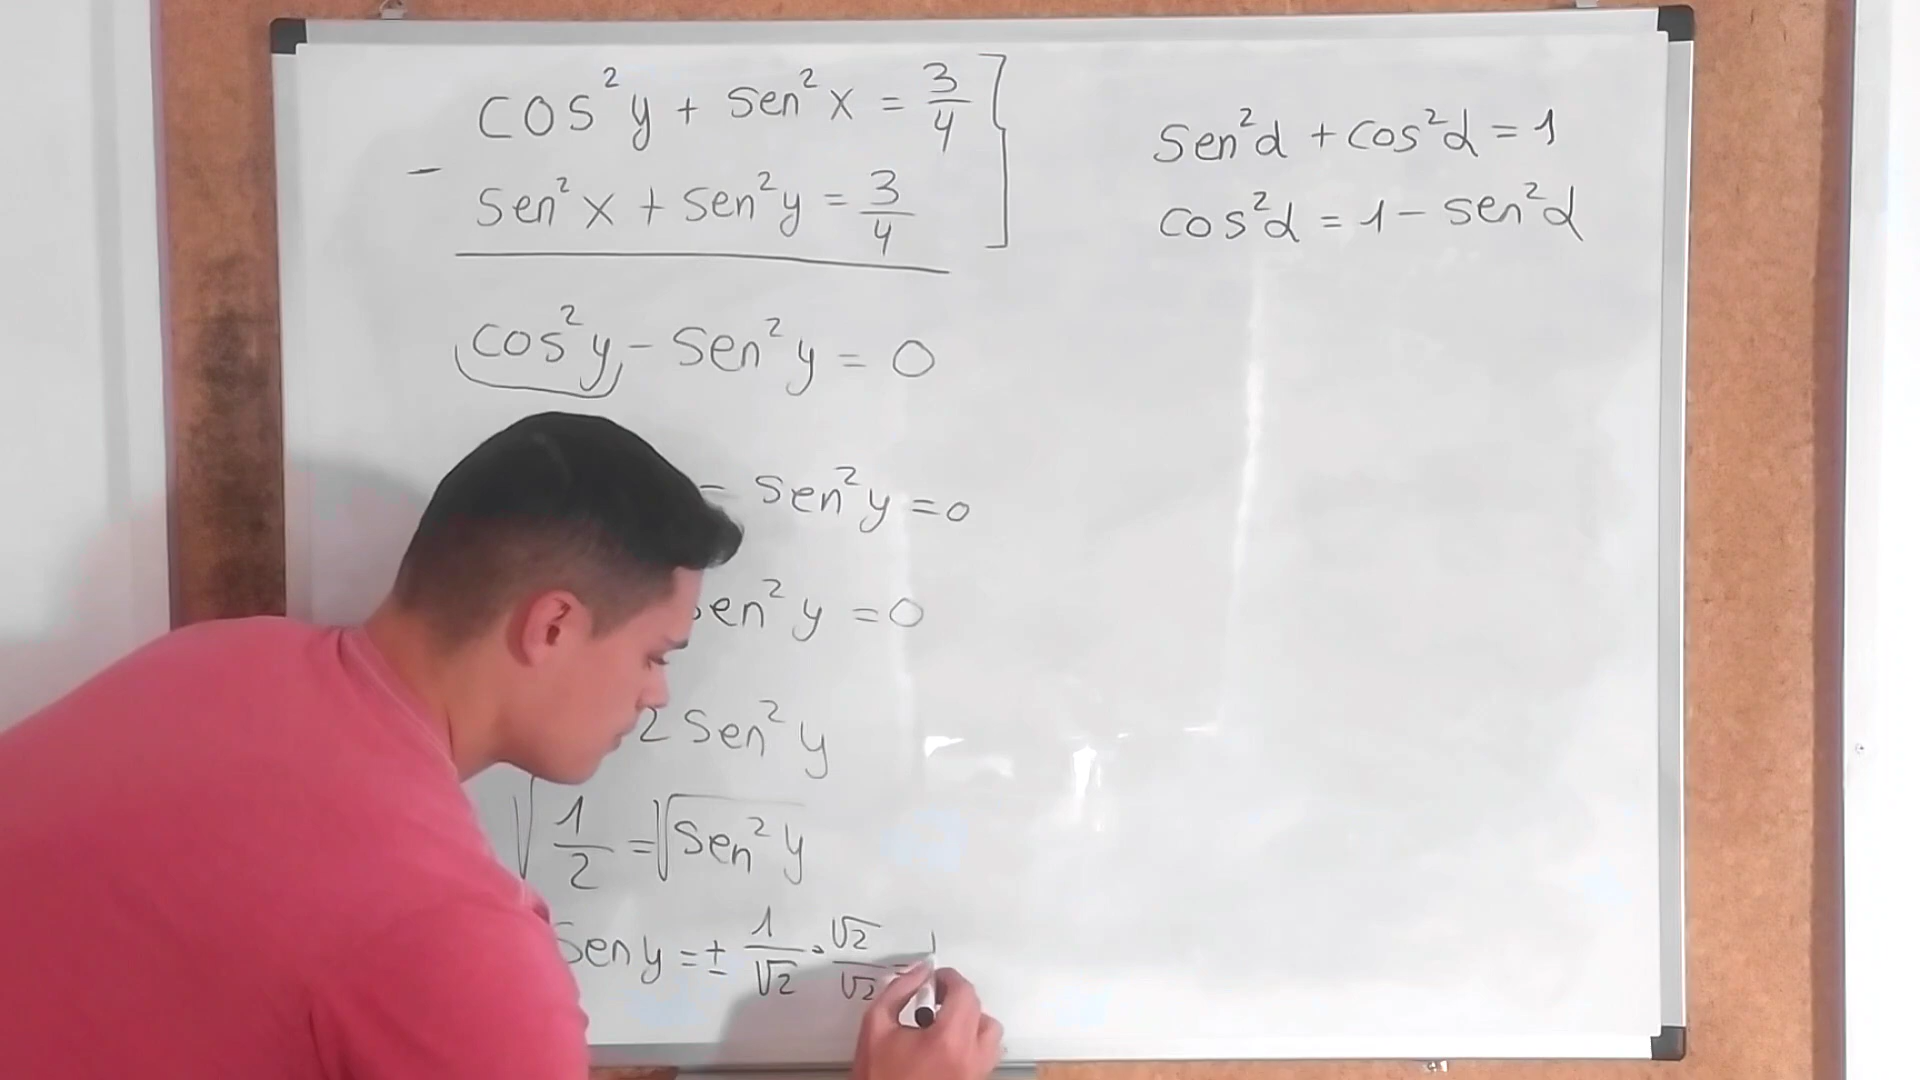 cos²y + sen²x = 3/4
- sen²x + sen²y = 3/4
cos²y - sen²y = 0
- sen²y = 0
sen²y = 0
2 sen²y
√1/2 = √sen²y
sen y = ± 1/√2 · √2/√2 =
sen²α + cos²α = 1
cos²α = 1 - sen²α